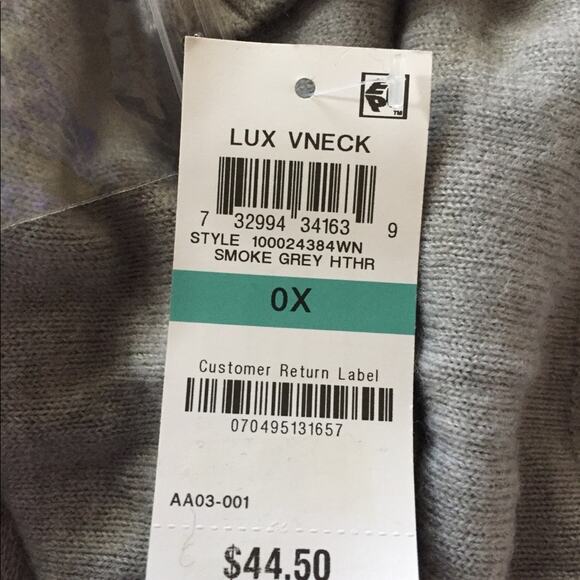 EP™
LUX VNECK
7 32994 34163 9
STYLE 100024384WN
SMOKE GREY HTHR
0X
Customer Return Label
070495131657
AA03-001
$44.50